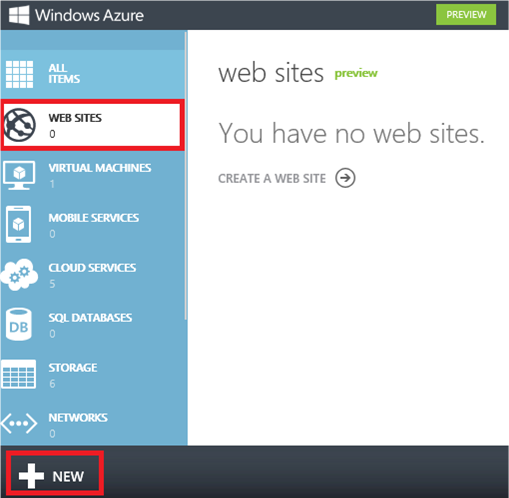 Windows Azure
PREVIEW
ALL
ITEMS
WEB SITES
0
VIRTUAL MACHINES
1
MOBILE SERVICES
0
CLOUD SERVICES
5
SQL DATABASES
0
DB
STORAGE
6
NETWORKS
0
web sites preview
You have no web sites.
CREATE A WEB SITE
NEW